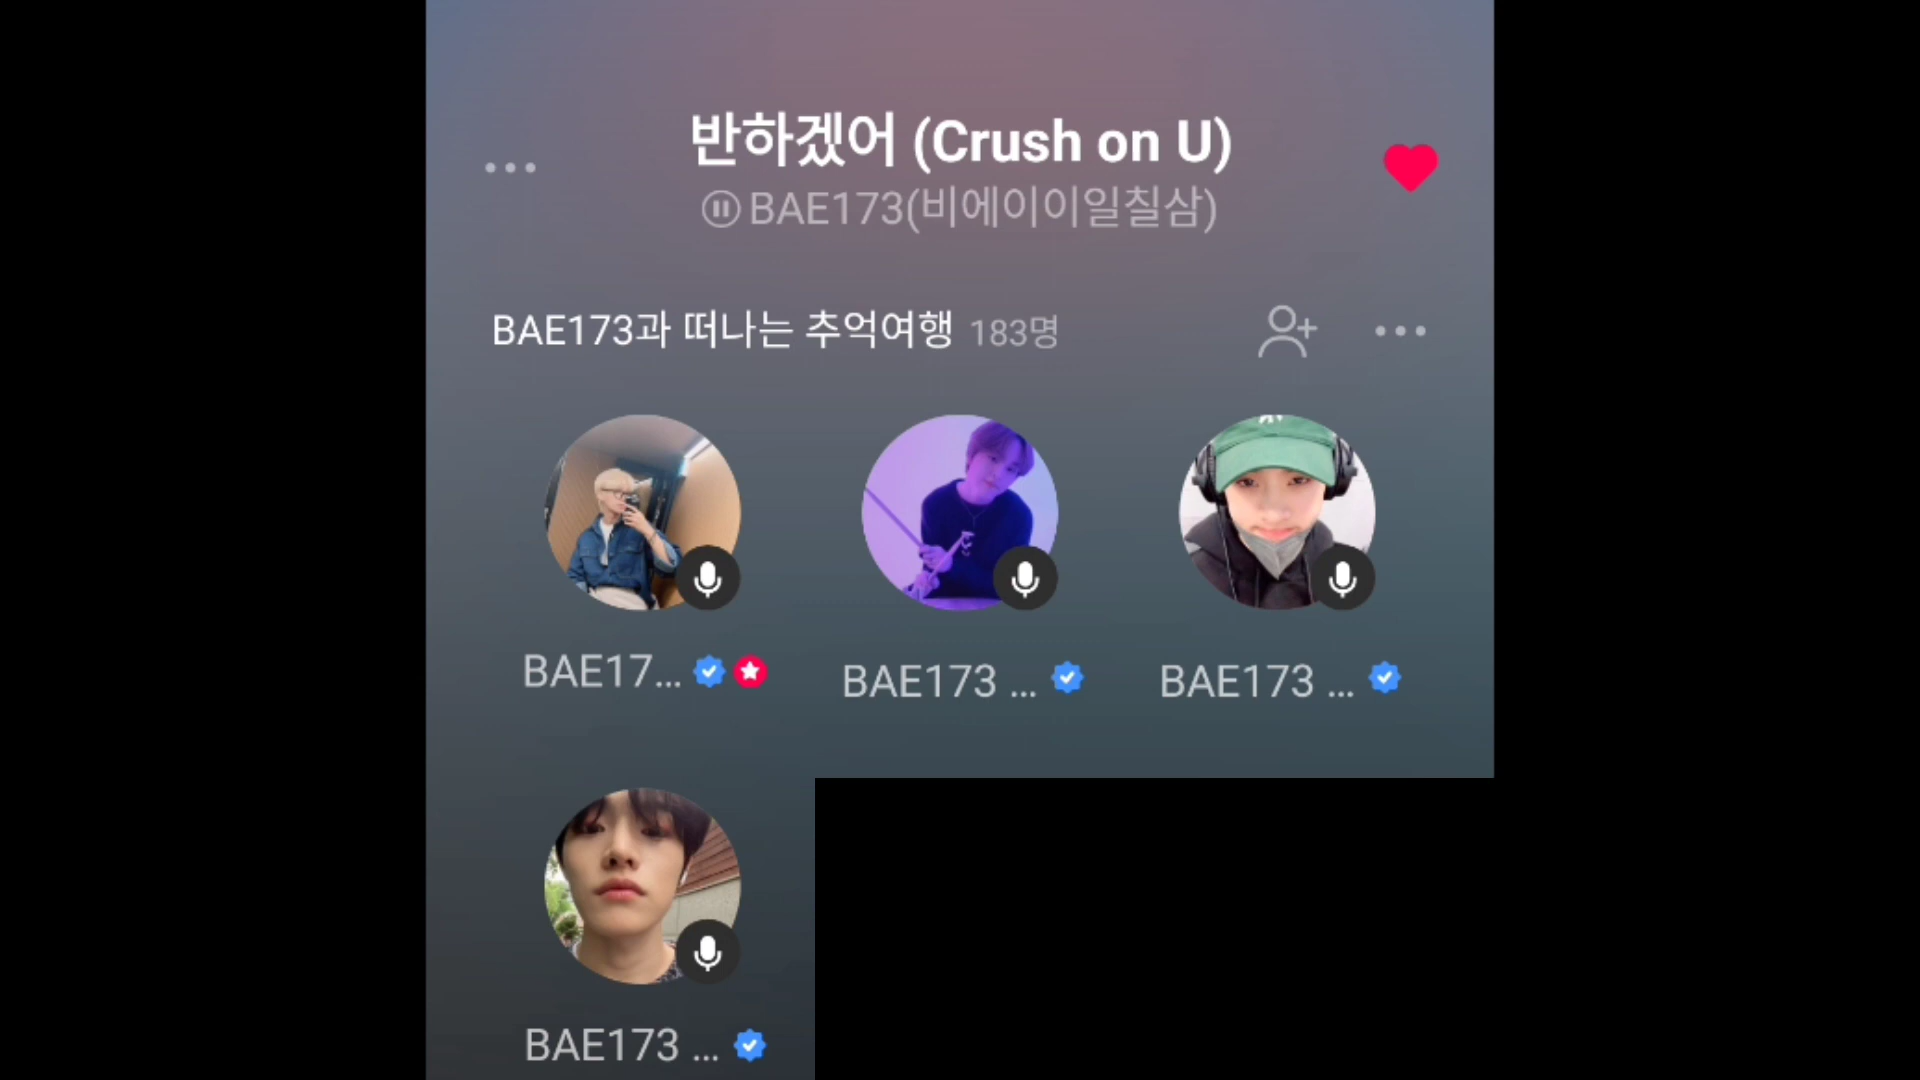 반하겠어 (Crush on U)
BAE173(비에이이일칠삼)
BAE173과 떠나는 추억여행 183명
BAE17...
BAE173 ...
BAE173 ...
BAE173 ...